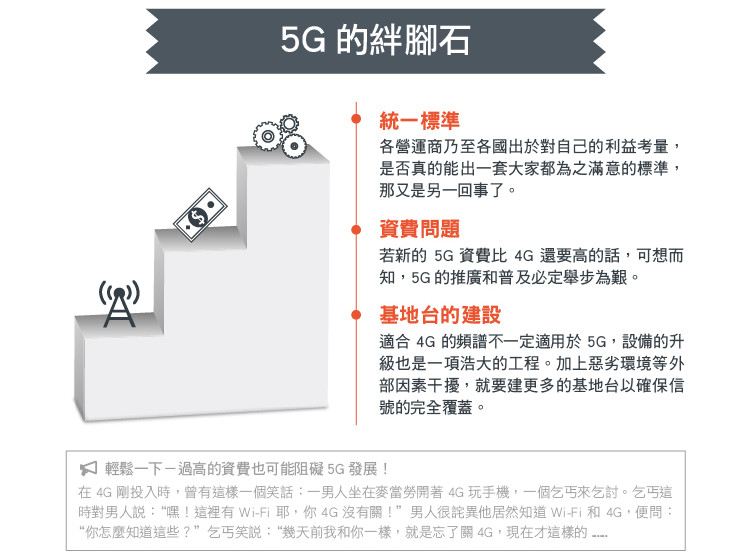 5G 的絆腳石
統一標準
各營運商乃至各國出於對自己的利益考量，
是否真的能出一套大家都為之滿意的標準，
那又是另一回事了。
資費問題
若新的 5G 資費比 4G 還要高的話，可想而
知，5G 的推廣和普及必定舉步為艱。
基地台的建設
適合 4G 的頻譜不一定適用於 5G，設備的升
級也是一項浩大的工程。加上惡劣環境等外
部因素干擾，就要建更多的基地台以確保信
號的完全覆蓋。
輕鬆一下－過高的資費也可能阻礙 5G 發展！
在 4G 剛投入時，曾有這樣一個笑話：一男人坐在麥當勞開著 4G 玩手機，一個乞丐來乞討。乞丐這
時對男人說：“嘿！這裡有 Wi-Fi 耶，你 4G 沒有關！”男人很詫異他居然知道 Wi-Fi 和 4G，便問：
“你怎麼知道這些？”乞丐笑說：“幾天前我和你一樣，就是忘了關 4G，現在才這樣的 ......